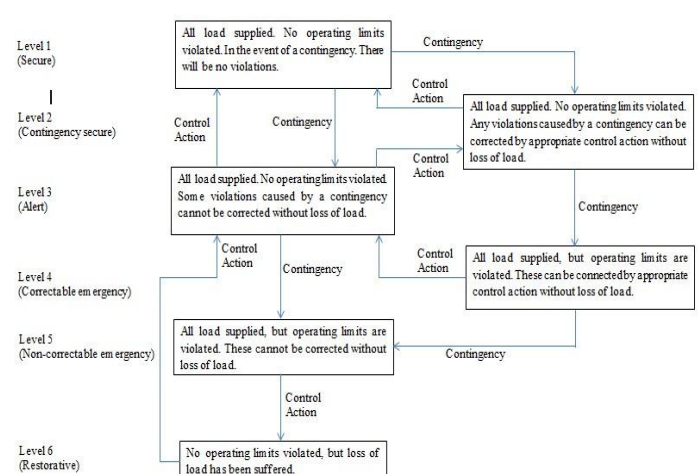 Level 1
(Secure)
All load supplied. No operating limits
violated. In the event of a contingency. There
will be no violations.
Contingency
Level 2
(Contingency secure)
Control
Action
Contingency
Control
Action
All load supplied. No operating limits violated.
Any violations caused by a contingency can be
corrected by appropriate control action without
loss of load.
Level 3
(Alert)
All load supplied. No operating limits violated
Some violations caused by a contingency
cannot be corrected without loss of load.
Control
Action
Contingency
Level 4
(Correctable emergency)
Control
Action
Contingency
Control
Action
All load supplied, but operating limits are
violated. These can be connected by appropriate
control action without loss of load.
Level 5
(Non-correctable emergency)
All load supplied, but operating limits are
violated. These cannot be corrected without
loss of load.
Contingency
Control
Action
Level 6
(Restorative)
No operating limits violated, but loss of
load has been suffered.